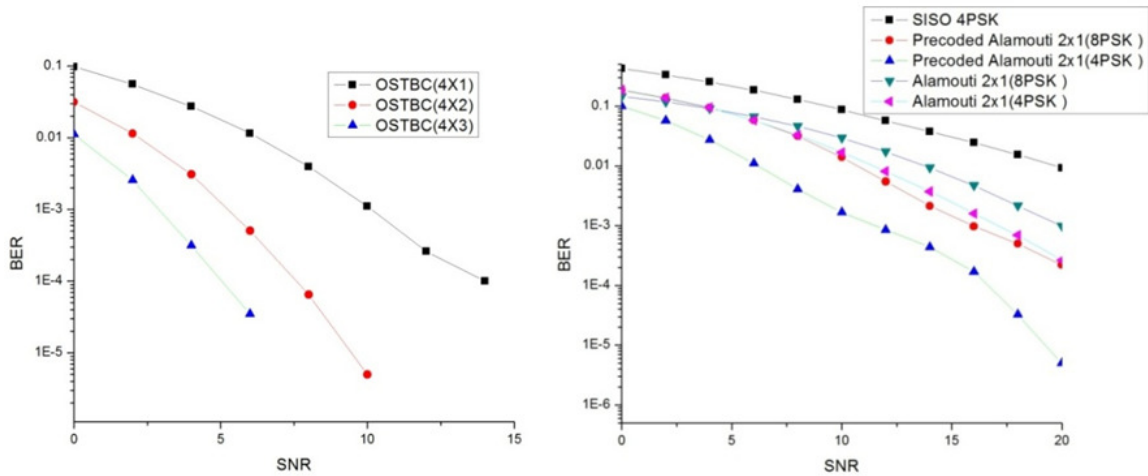 OSTBC(4X1)
OSTBC(4X2)
OSTBC(4X3)
0.1
0.01
1E-3
1E-4
1E-5
BER
0
5
10
15
SNR
SISO 4PSK
Precoded Alamouti 2x1(8PSK )
Precoded Alamouti 2x1(4PSK )
Alamouti 2x1(8PSK )
Alamouti 2x1(4PSK )
0.1
0.01
1E-3
1E-4
1E-5
1E-6
BER
0
5
10
15
20
SNR